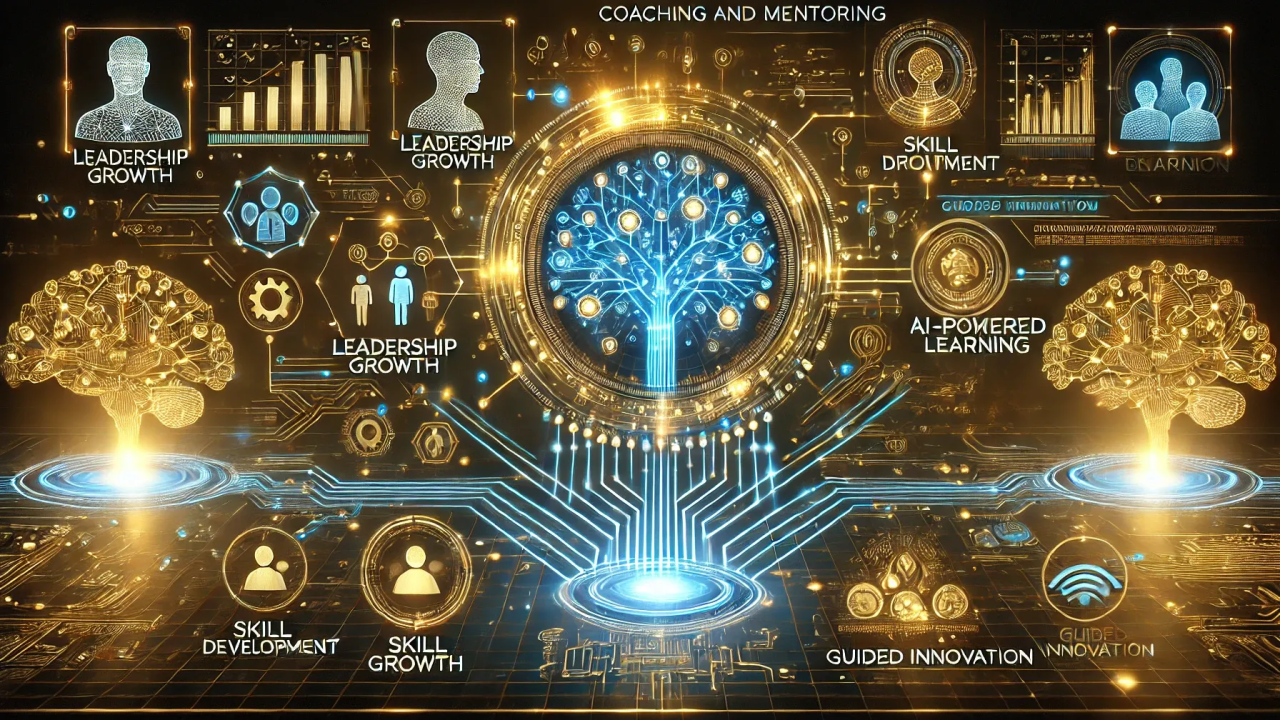 COACHING AND MENTORING
LEADERSHIP
GROWTH
LEADERSHIP
GROWTH
SKILL
LEADERSHIP
GROWTH
AI-POWERED
LEARNING
SKILL
DEVELOPMENT
SKILL
GROWTH
GUIDED INNOVATION
GUIDED
INNOVATION